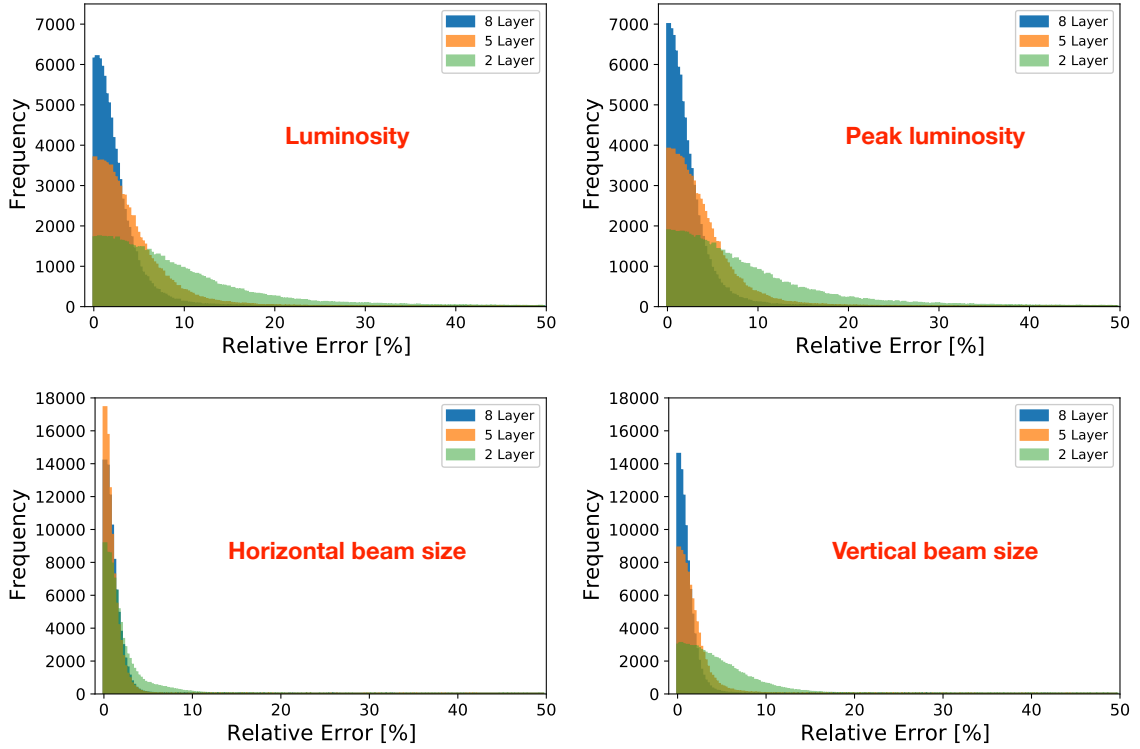 7000
6000
5000
4000
3000
2000
1000
0
Frequency
8 Layer
5 Layer
2 Layer
Luminosity
0 10 20 30 40 50
Relative Error [%]
7000
6000
5000
4000
3000
2000
1000
0
Frequency
8 Layer
5 Layer
2 Layer
Peak luminosity
0 10 20 30 40 50
Relative Error [%]
18000
16000
14000
12000
10000
8000
6000
4000
2000
0
Frequency
8 Layer
5 Layer
2 Layer
Horizontal beam size
0 10 20 30 40 50
Relative Error [%]
18000
16000
14000
12000
10000
8000
6000
4000
2000
0
Frequency
8 Layer
5 Layer
2 Layer
Vertical beam size
0 10 20 30 40 50
Relative Error [%]